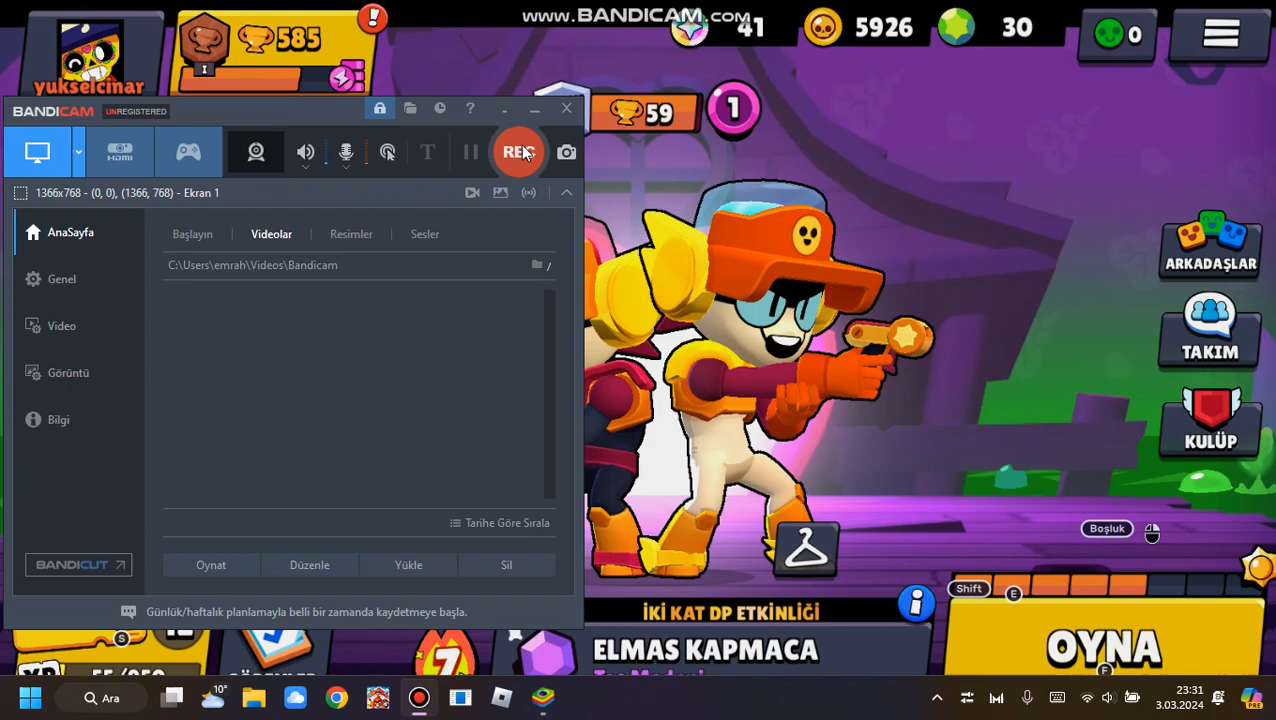 www.BANDICAM.com
585
41
5926
30
0
I
yukselcinar
BANDICAM UNREGISTERED
59
1
REC
1366x768 - (0, 0), (1366, 768) - Ekran 1
AnaSayfa
Genel
Video
Görüntü
Bilgi
Başlayın
Videolar
Resimler
Sesler
C:\Users\emrah\Videos\Bandicam
Tarihe Göre Sırala
BANDICUT
Oynat
Düzenle
Yükle
Sil
Günlük/haftalık planlamayla belli bir zamanda kaydetmeye başla.
ARKADAŞLAR
TAKIM
KULÜP
Boşluk
Shift
E
İKİ KAT DP ETKİNLİĞİ
ELMAS KAPMACA
OYNA
F
S
7
Ara
10°
23:31
3.03.2024
PRE